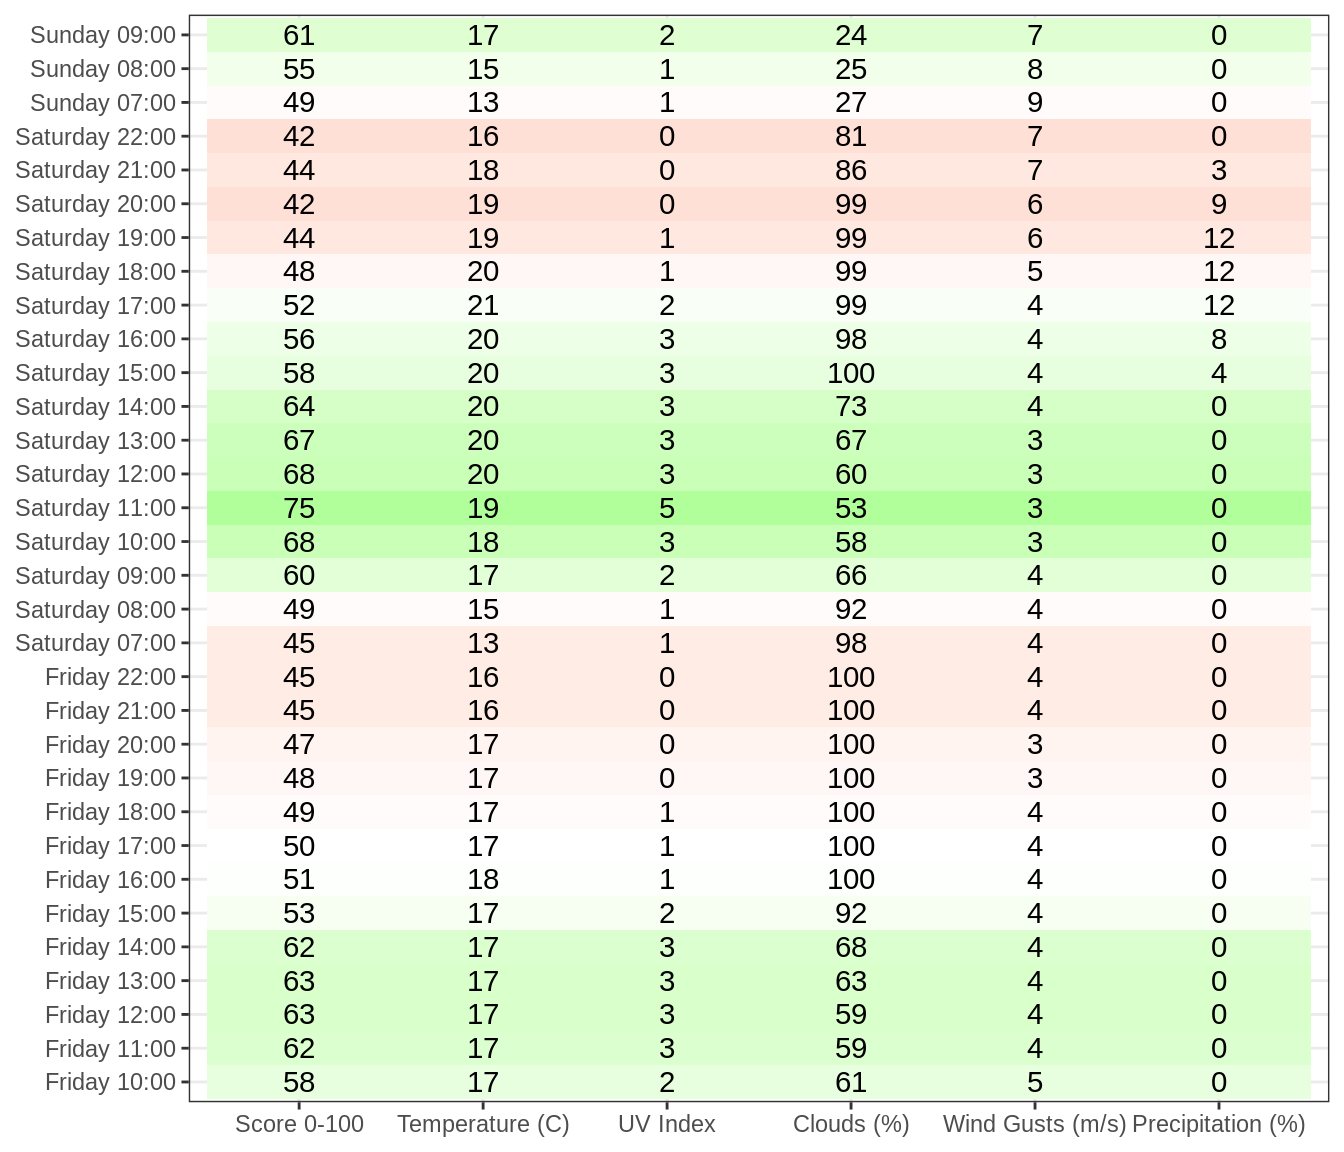 Sunday 09:00 61 17 2 24 7 0
Sunday 08:00 55 15 1 25 8 0
Sunday 07:00 49 13 1 27 9 0
Saturday 22:00 42 16 0 81 7 0
Saturday 21:00 44 18 0 86 7 3
Saturday 20:00 42 19 0 99 6 9
Saturday 19:00 44 19 1 99 6 12
Saturday 18:00 48 20 1 99 5 12
Saturday 17:00 52 21 2 99 4 12
Saturday 16:00 56 20 3 98 4 8
Saturday 15:00 58 20 3 100 4 4
Saturday 14:00 64 20 3 73 4 0
Saturday 13:00 67 20 3 67 3 0
Saturday 12:00 68 20 3 60 3 0
Saturday 11:00 75 19 5 53 3 0
Saturday 10:00 68 18 3 58 3 0
Saturday 09:00 60 17 2 66 4 0
Saturday 08:00 49 15 1 92 4 0
Saturday 07:00 45 13 1 98 4 0
Friday 22:00 45 16 0 100 4 0
Friday 21:00 45 16 0 100 4 0
Friday 20:00 47 17 0 100 3 0
Friday 19:00 48 17 0 100 3 0
Friday 18:00 49 17 1 100 4 0
Friday 17:00 50 17 1 100 4 0
Friday 16:00 51 18 1 100 4 0
Friday 15:00 53 17 2 92 4 0
Friday 14:00 62 17 3 68 4 0
Friday 13:00 63 17 3 63 4 0
Friday 12:00 63 17 3 59 4 0
Friday 11:00 62 17 3 59 4 0
Friday 10:00 58 17 2 61 5 0
Score 0-100 Temperature (C) UV Index Clouds (%) Wind Gusts (m/s) Precipitation (%)